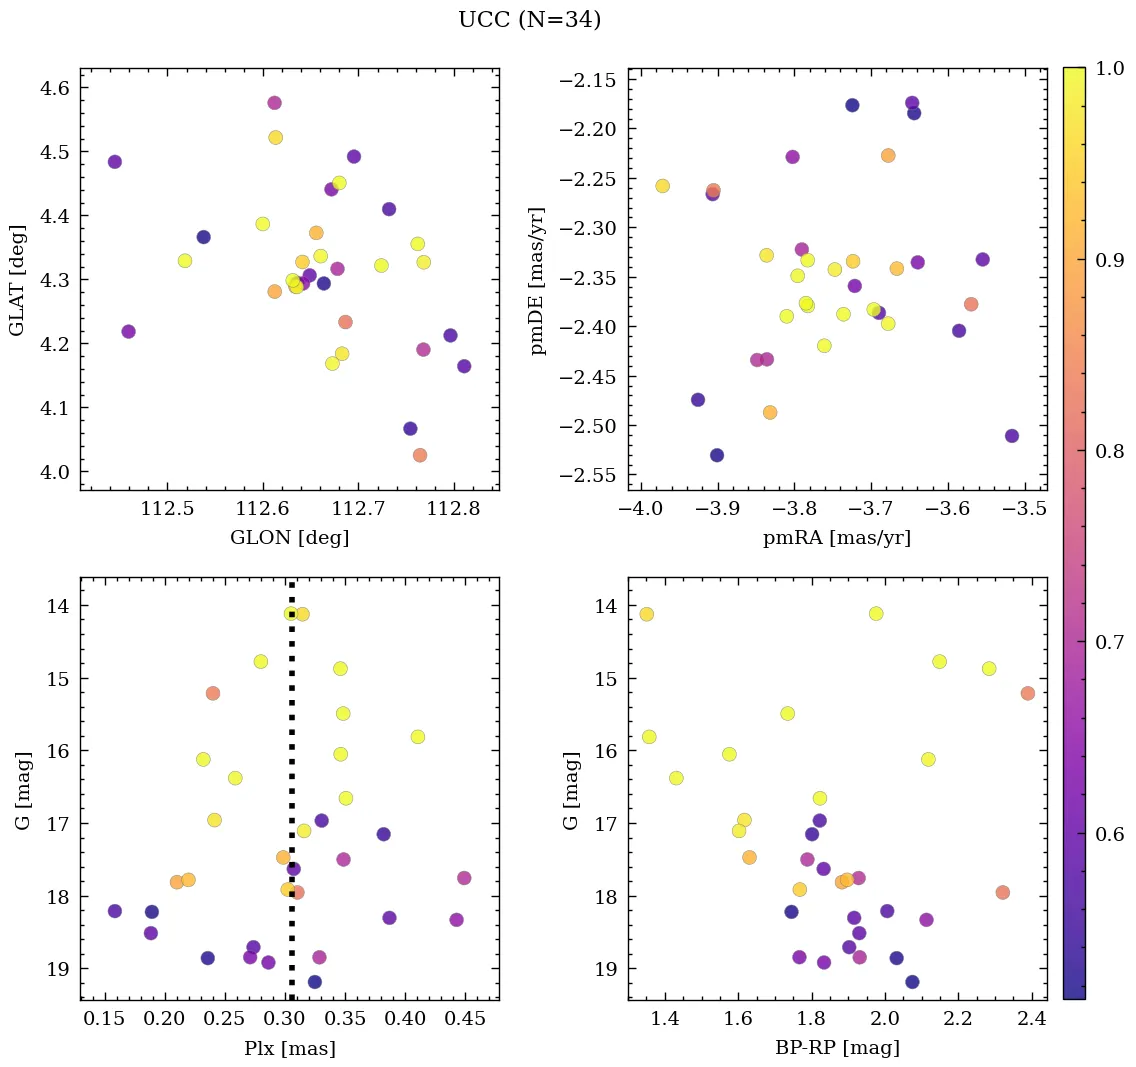 UCC (N=34)
4.6
4.5
4.4
4.3
4.2
4.1
4.0
GLAT [deg]
112.5 112.6 112.7 112.8
GLON [deg]
−2.15
−2.20
−2.25
−2.30
−2.35
−2.40
−2.45
−2.50
−2.55
pmDE [mas/yr]
−4.0 −3.9 −3.8 −3.7 −3.6 −3.5
pmRA [mas/yr]
14
15
16
17
18
19
G [mag]
0.15 0.20 0.25 0.30 0.35 0.40 0.45
Plx [mas]
14
15
16
17
18
19
G [mag]
1.4 1.6 1.8 2.0 2.2 2.4
BP-RP [mag]
1.0
0.9
0.8
0.7
0.6